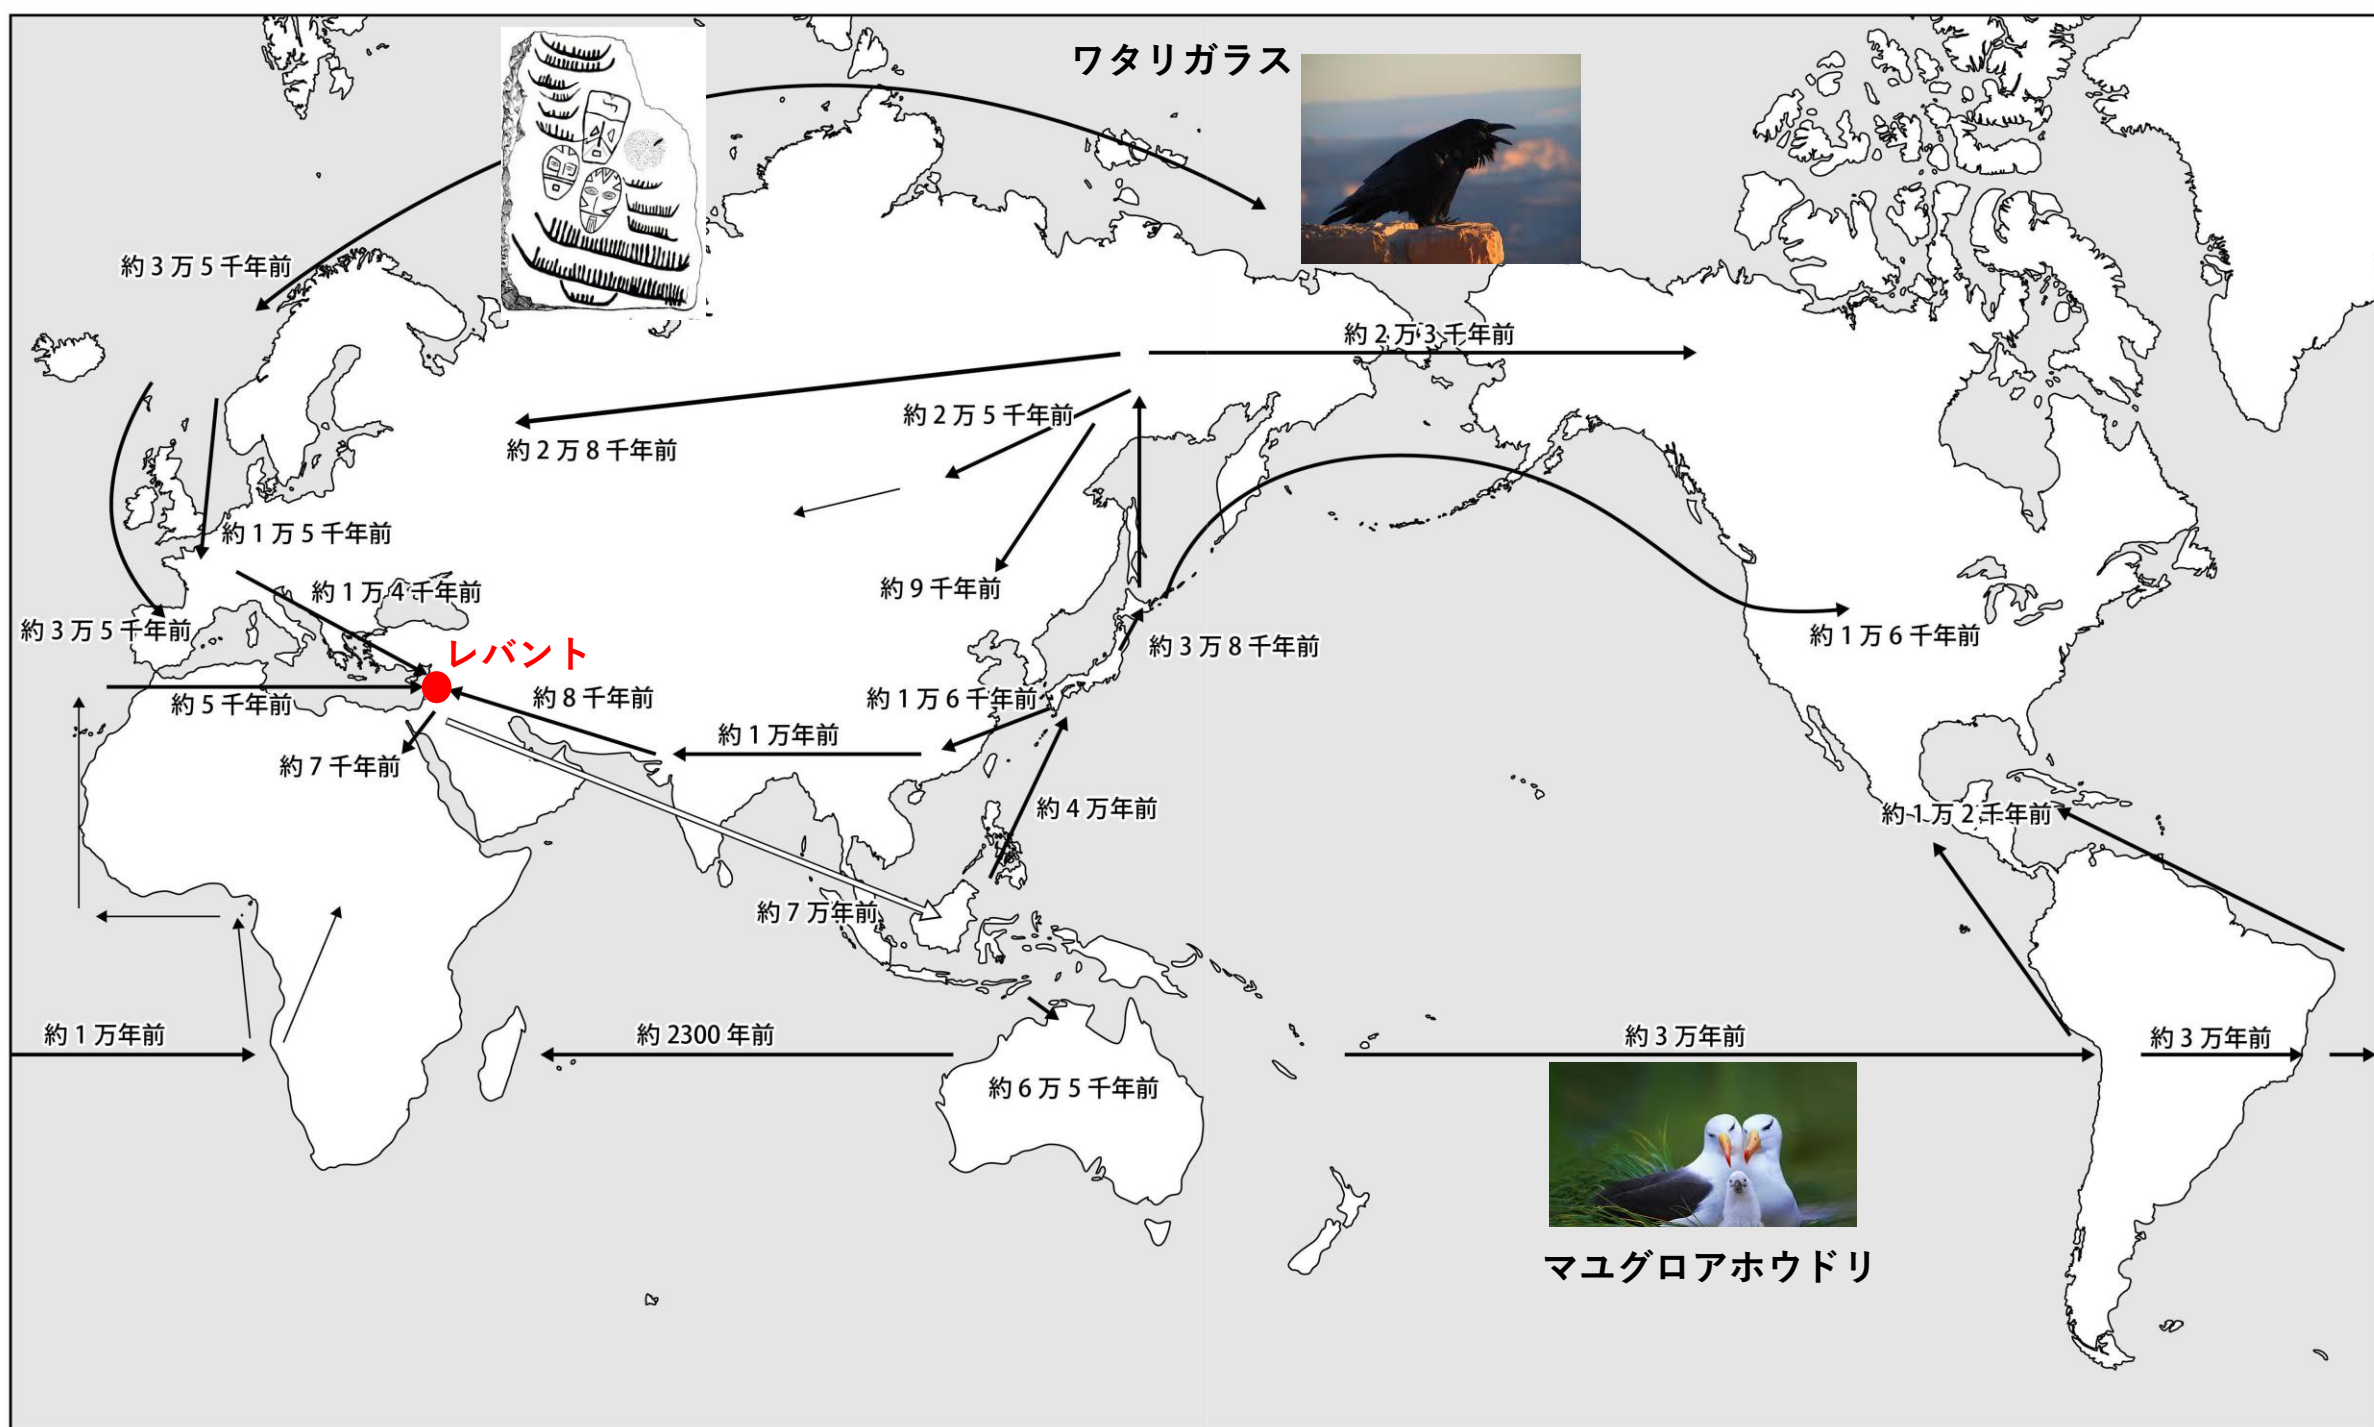 ワタリガラス
約3万5千年前
約2万3千年前
約2万5千年前
約2万8千年前
約1万5千年前
約1万4千年前
約9千年前
約3万5千年前
約3万8千年前
約1万6千年前
レバント
約8千年前
約1万6千年前
約5千年前
約1万年前
約7千年前
約4万年前
約1万2千年前
約7万年前
約1万年前
約2300年前
約3万年前
約3万年前
約6万5千年前
マユグロアホウドリ